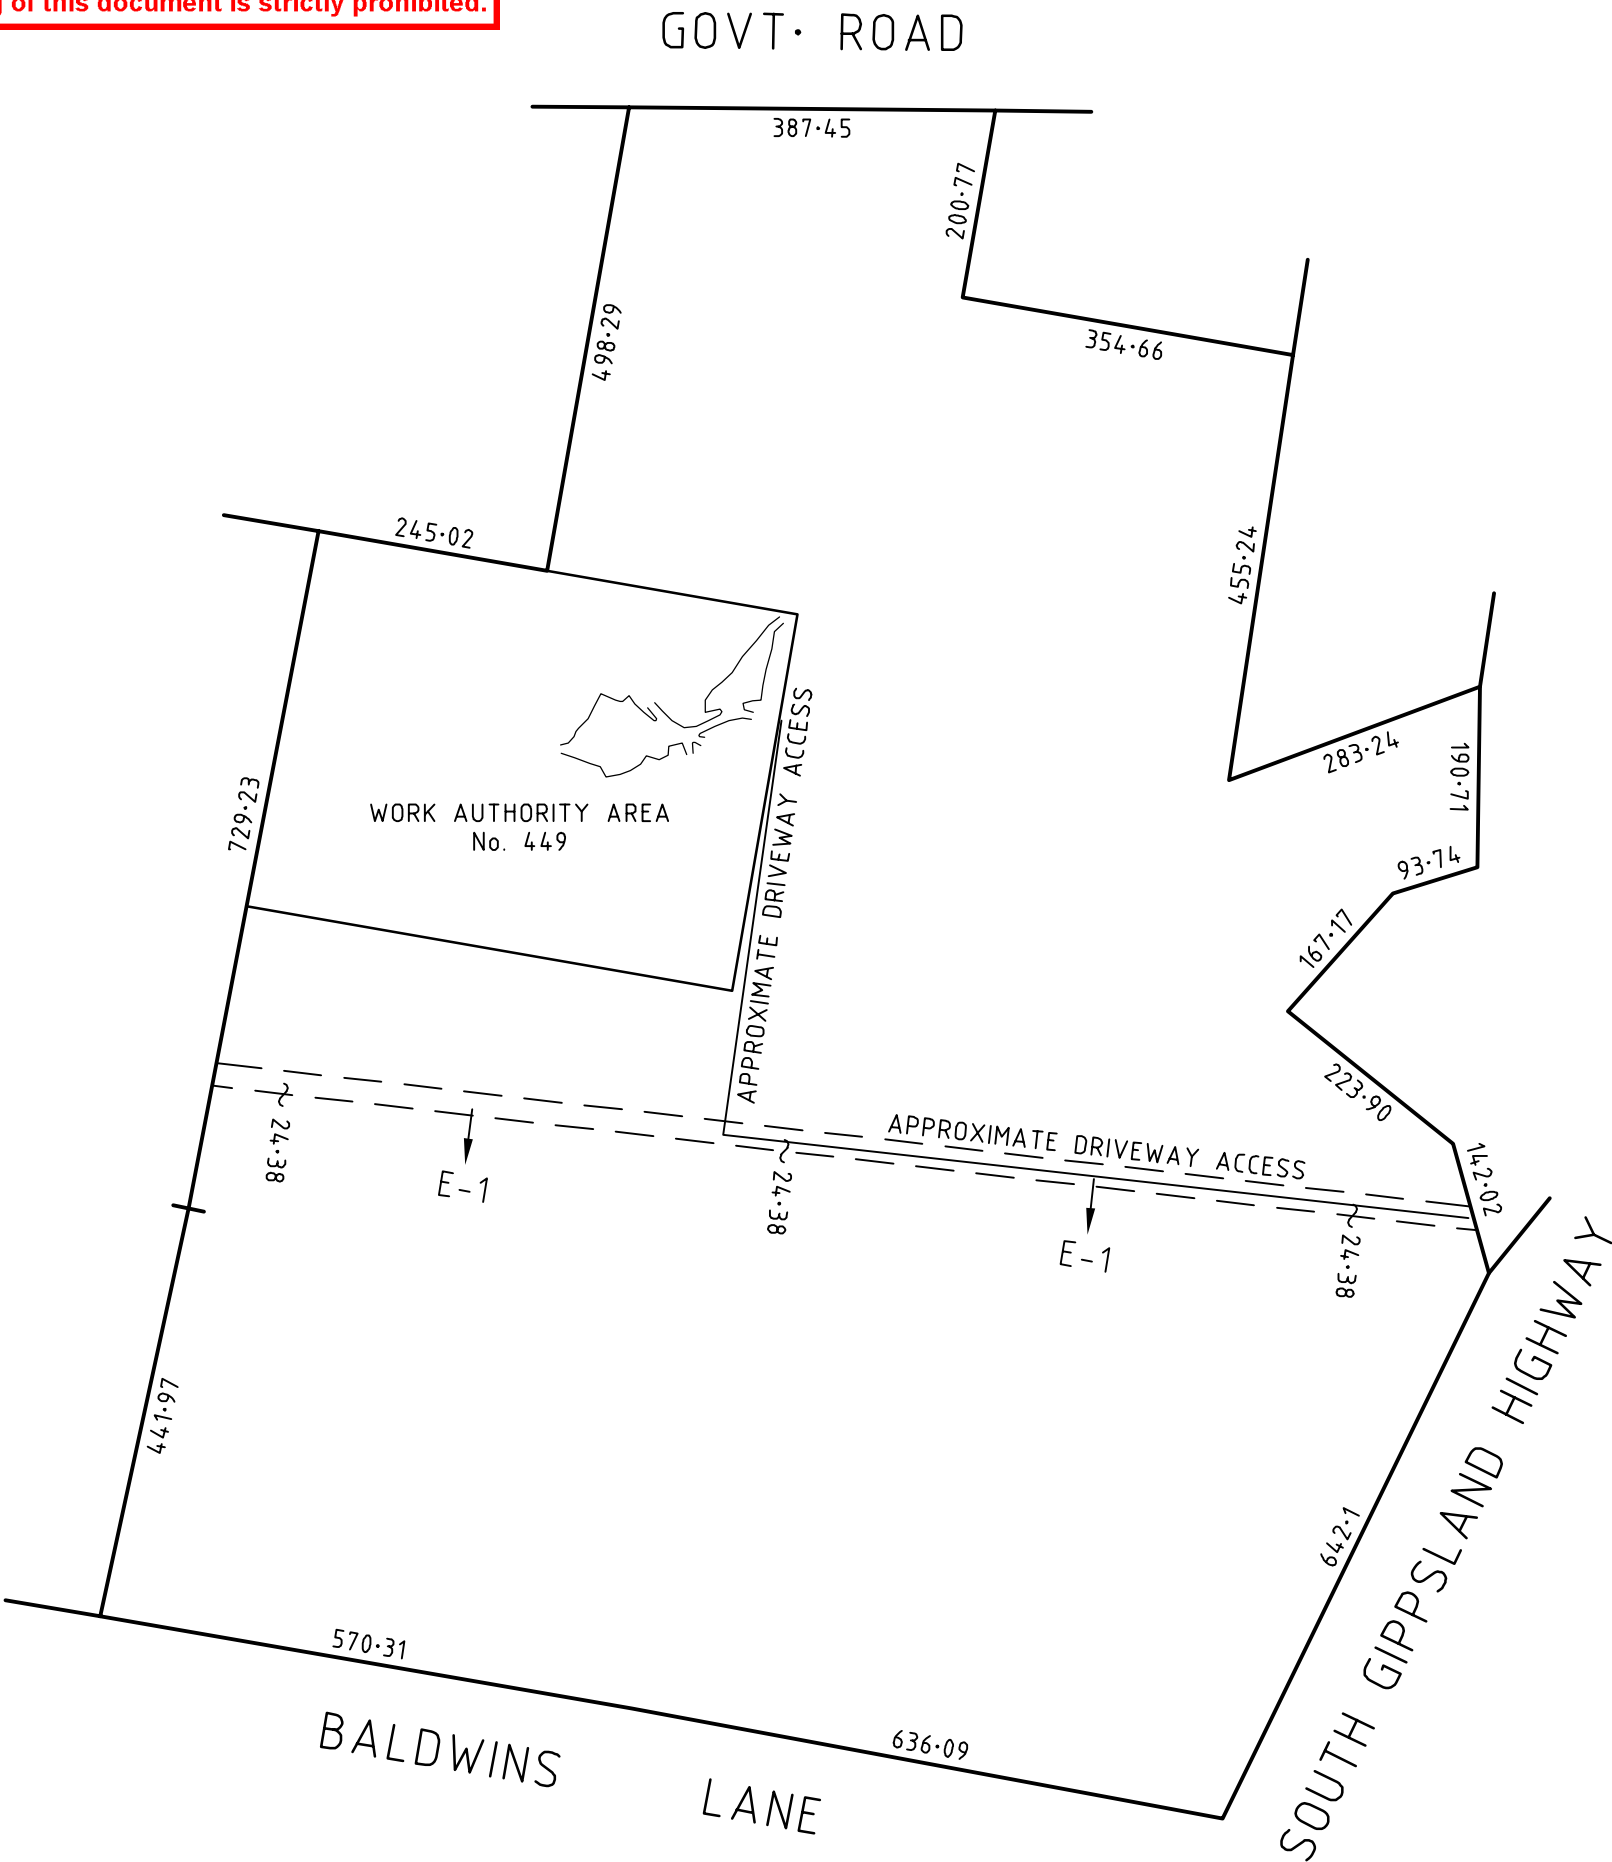 of this document is strictly prohibited.
GOVT· ROAD
387·45
200·77
498·29
354·66
245·02
455·24
283·24
190·71
729·23
WORK AUTHORITY AREA
No. 449
APPROXIMATE DRIVEWAY ACCESS
93·74
167·17
223·90
142·02
APPROXIMATE DRIVEWAY ACCESS
24·38
E-1
24·38
E-1
24·38
441·97
642·1
SOUTH GIPPSLAND HIGHWAY
570·31
636·09
BALDWINS LANE